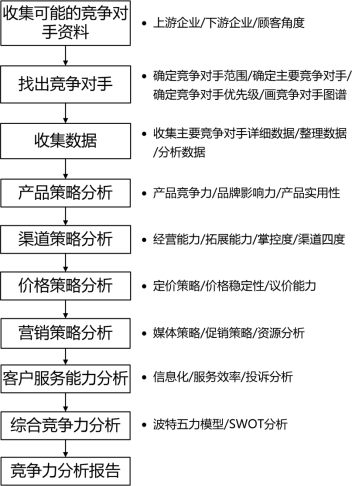 收集可能的竞争对
手资料
• 上游企业/下游企业/顾客角度
找出竞争对手
• 确定竞争对手范围/确定主要竞争对手/
确定竞争对手优先级/画竞争对手图谱
收集数据
• 收集主要竞争对手详细数据/整理数据
/分析数据
产品策略分析
• 产品竞争力/品牌影响力/产品实用性
渠道策略分析
• 经营能力/拓展能力/掌控度/渠道四度
价格策略分析
• 定价策略/价格稳定性/议价能力
营销策略分析
• 媒体策略/促销策略/资源分析
客户服务能力分析
• 信息化/服务效率/投诉分析
综合竞争力分析
• 波特五力模型/SWOT分析
竞争力分析报告